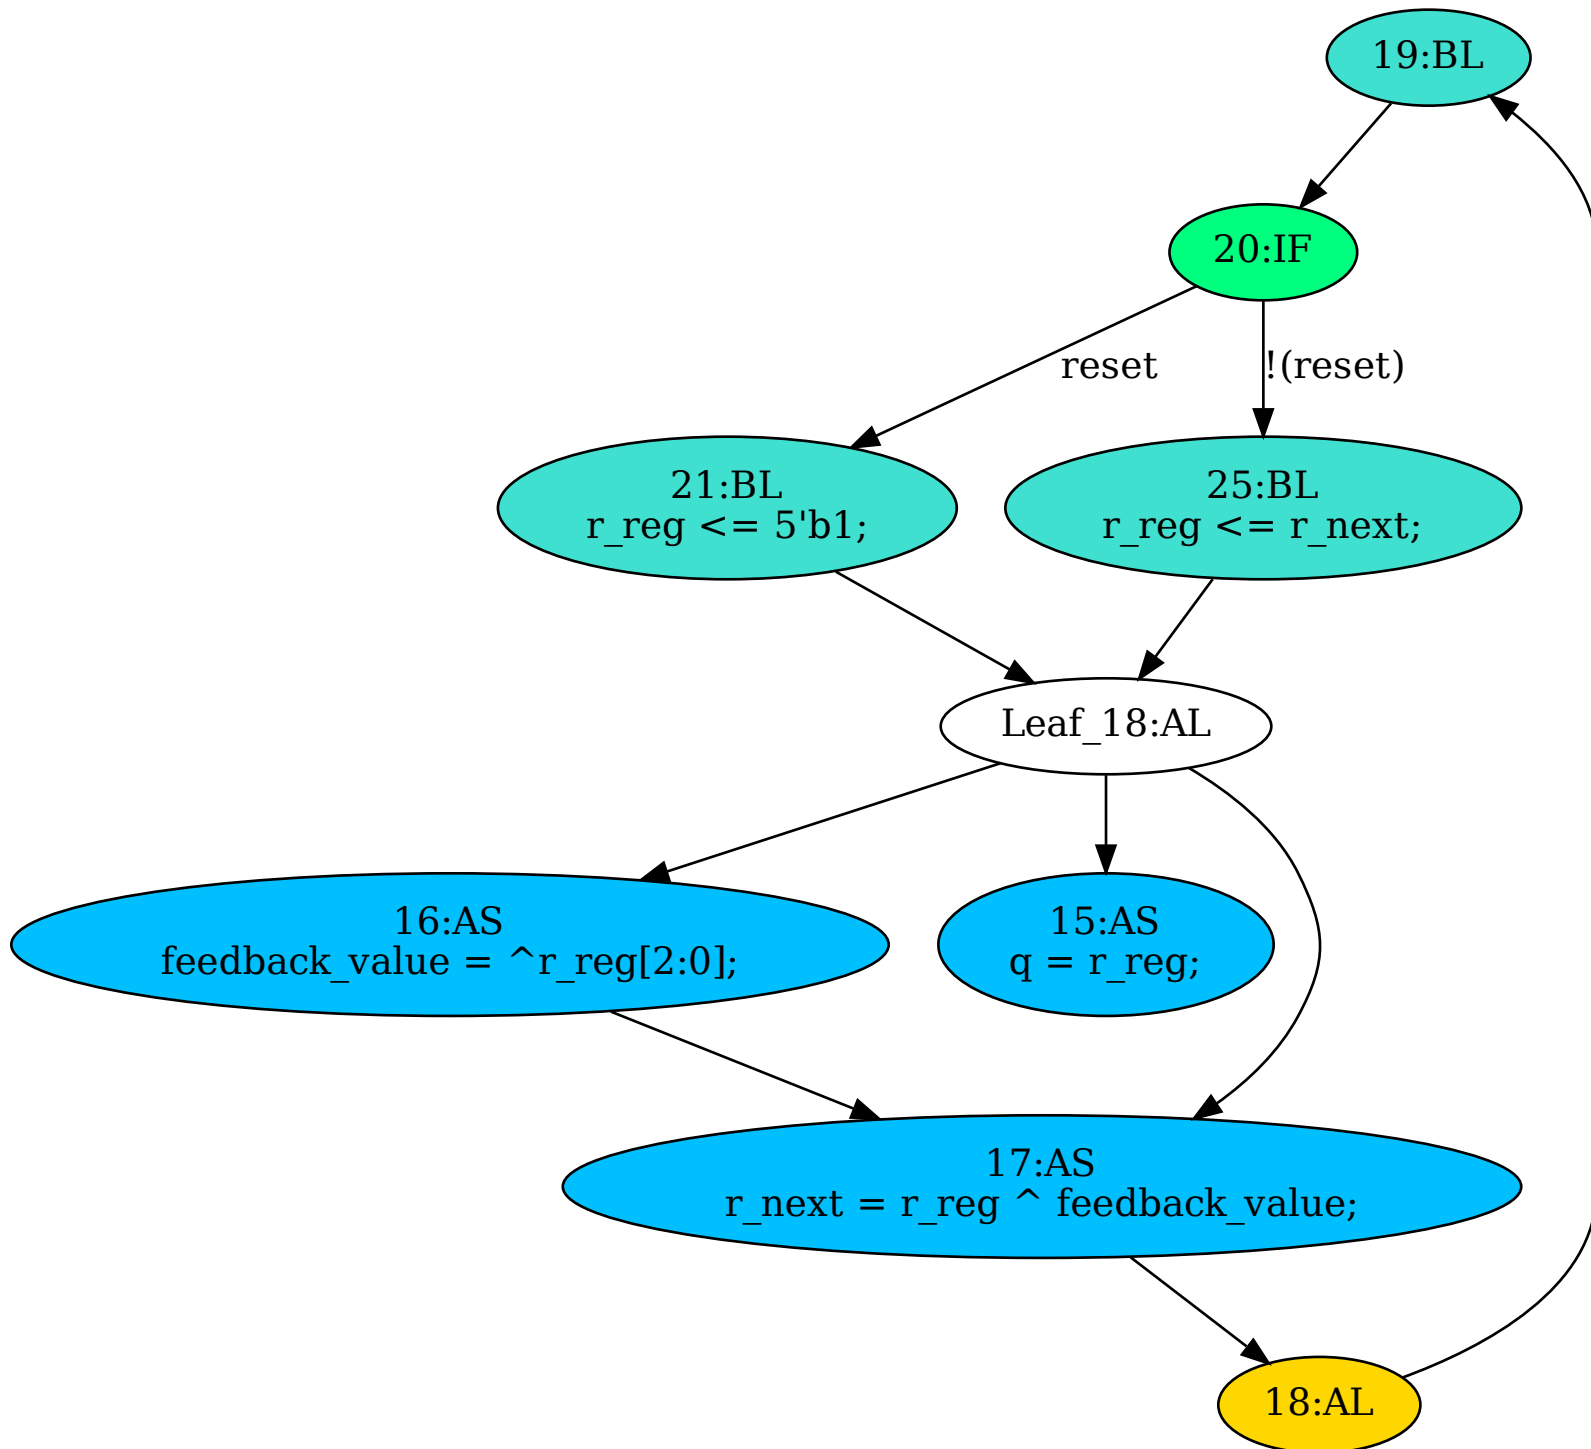 19:BL
20:IF
reset
!(reset)
21:BL
r_reg <= 5'b1;
25:BL
r_reg <= r_next;
Leaf_18:AL
16:AS
feedback_value = ^r_reg[2:0];
15:AS
q = r_reg;
17:AS
r_next = r_reg ^ feedback_value;
18:AL